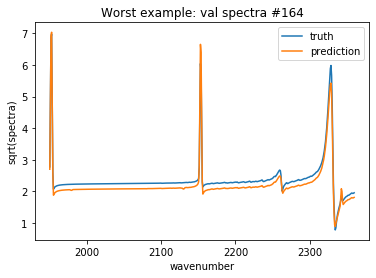 Worst example: val spectra #164
truth
prediction
sqrt(spectra)
7
6
5
4
3
2
1
2000
2100
2200
2300
wavenumber